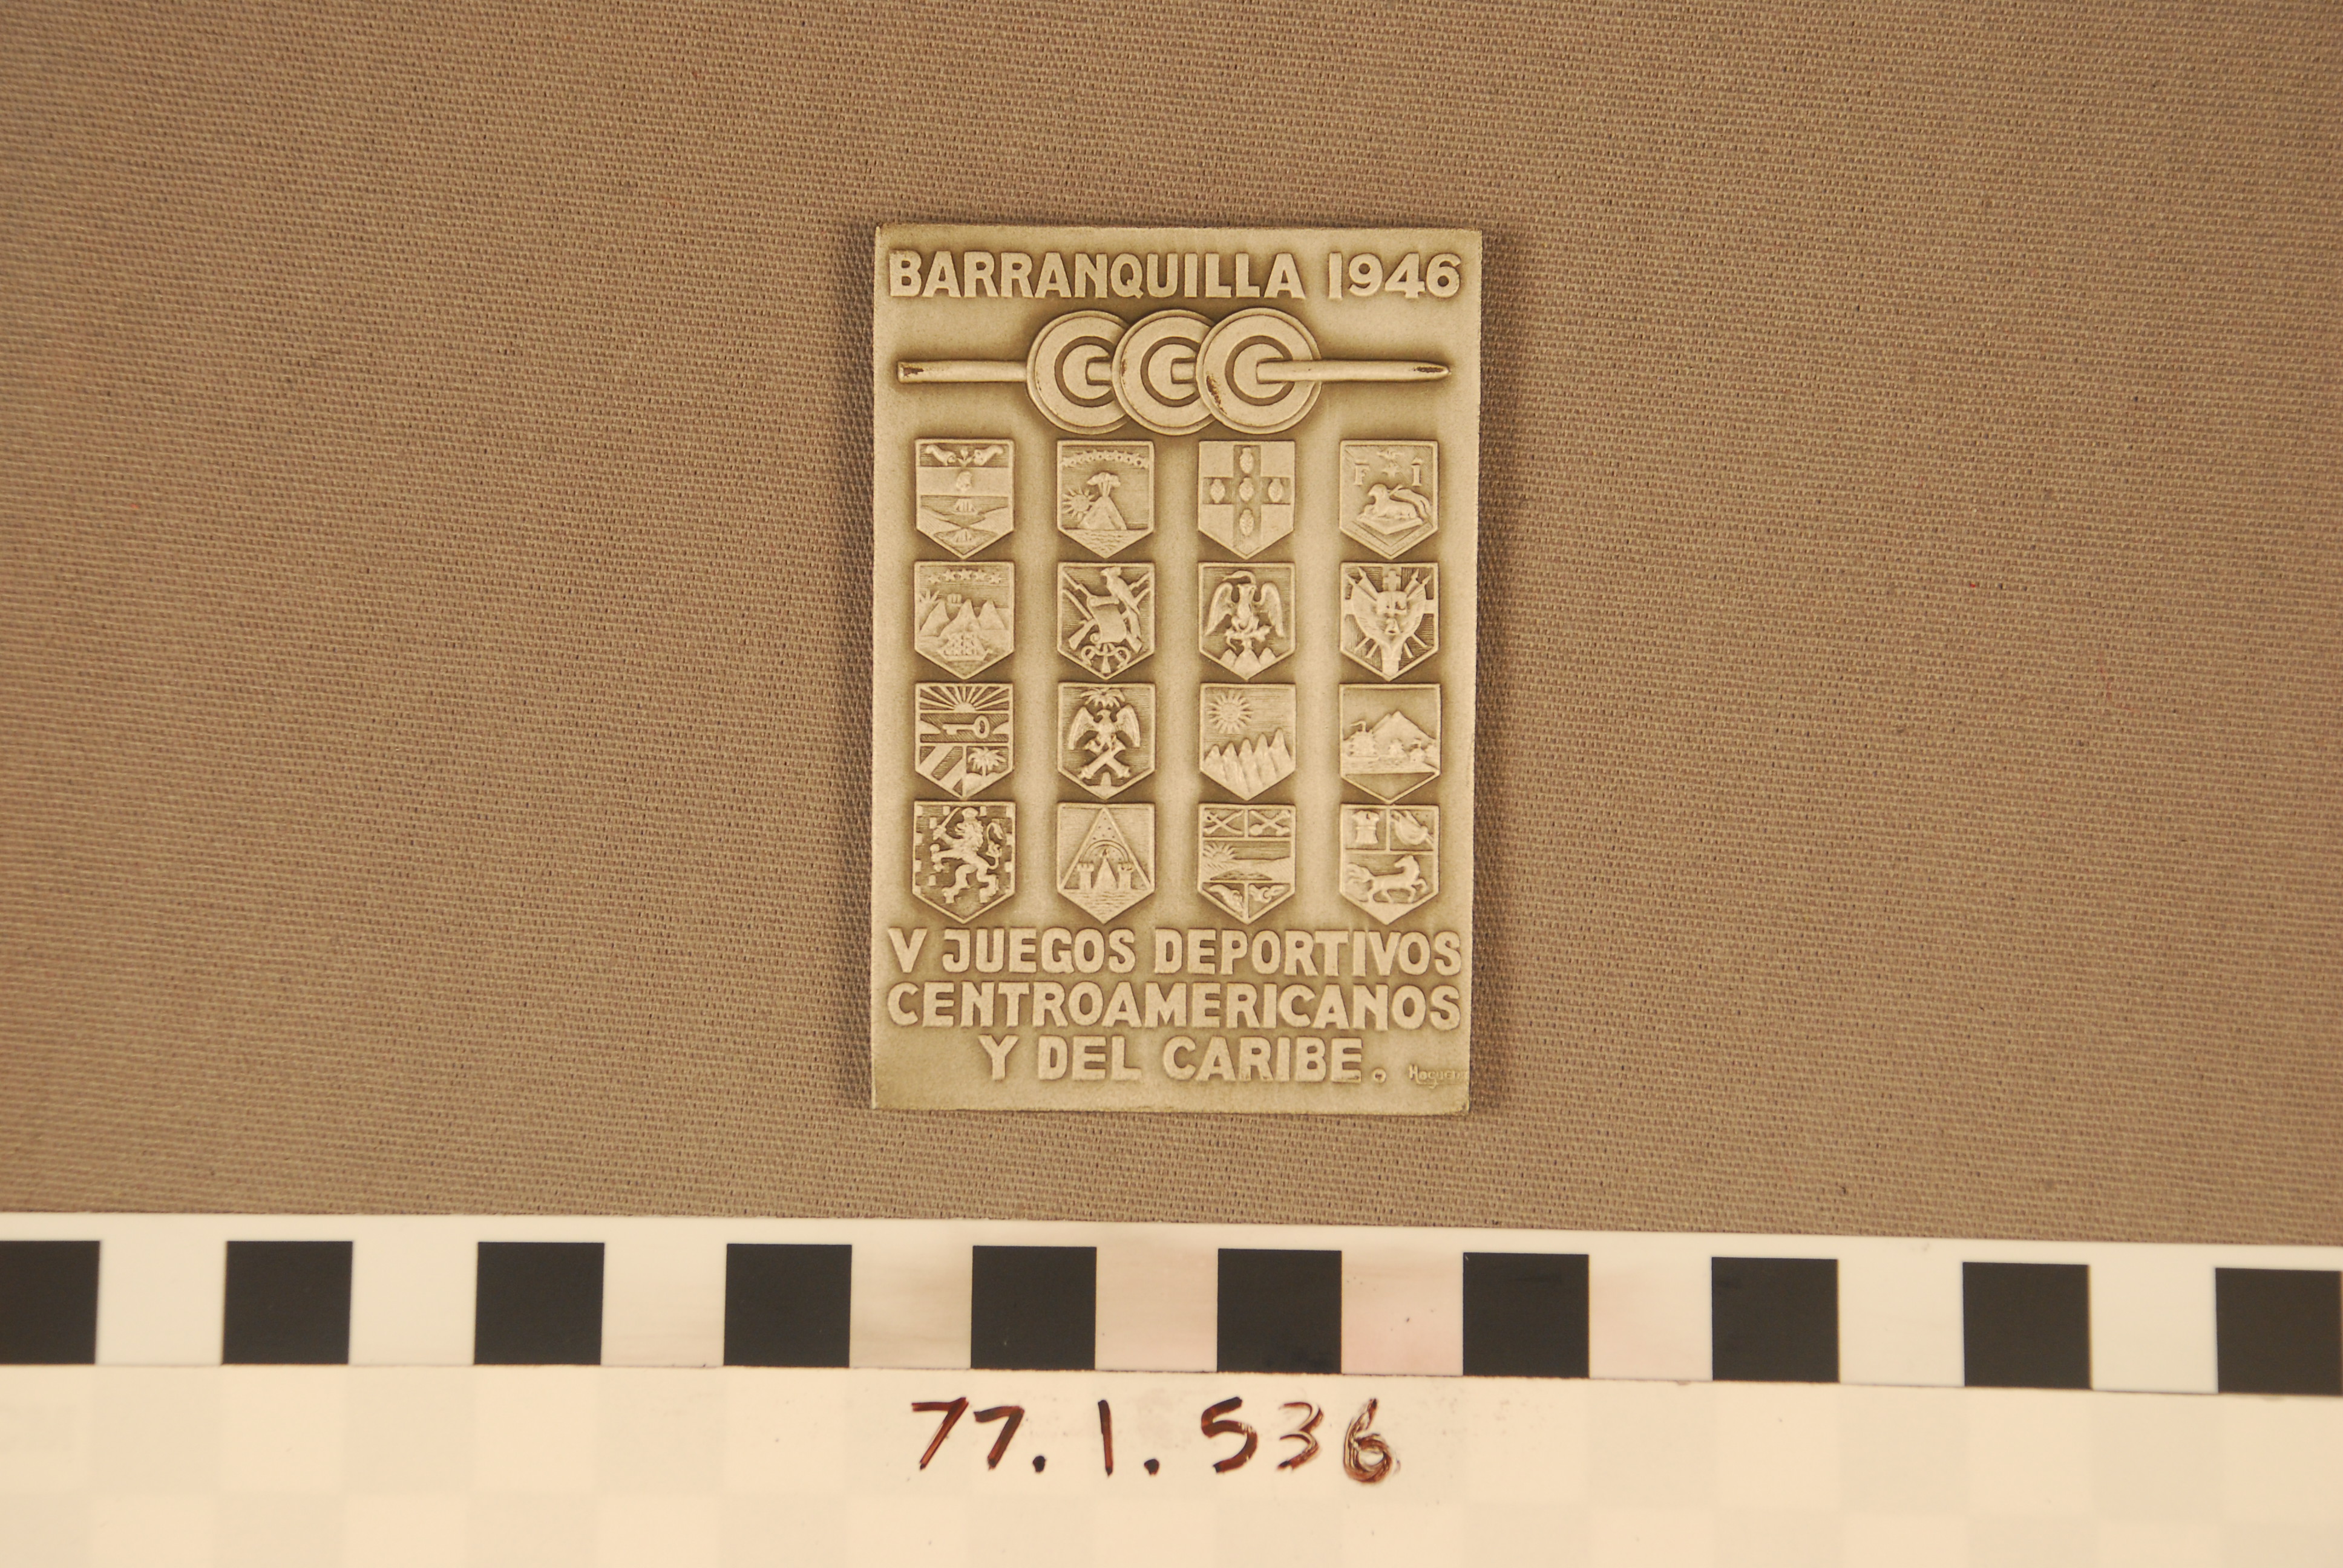 BARRANQUILLA 1946
F I
V JUEGOS DEPORTIVOS
CENTROAMERICANOS
Y DEL CARIBE.
77.1.536